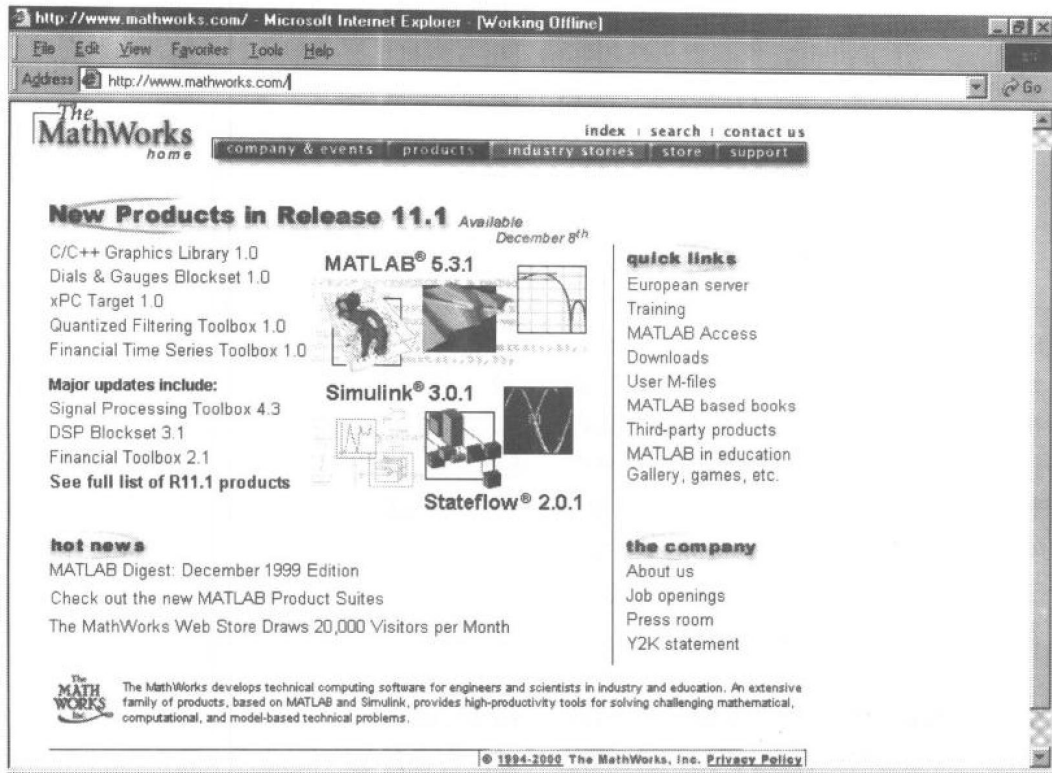 http://www.mathworks.com/ - Microsoft Internet Explorer - [Working Offline]
File Edit View Favorites Tools Help
Address http://www.mathworks.com/ Go
The
MathWorks
home
index | search | contact us
company & events products industry stories store support
New Products in Release 11.1 Available
December 8th
C/C++ Graphics Library 1.0
Dials & Gauges Blockset 1.0
xPC Target 1.0
Quantized Filtering Toolbox 1.0
Financial Time Series Toolbox 1.0
Major updates include:
Signal Processing Toolbox 4.3
DSP Blockset 3.1
Financial Toolbox 2.1
See full list of R11.1 products
MATLAB® 5.3.1
Simulink® 3.0.1
Stateflow® 2.0.1
quick links
European server
Training
MATLAB Access
Downloads
User M-files
MATLAB based books
Third-party products
MATLAB in education
Gallery, games, etc.
hot news
MATLAB Digest: December 1999 Edition
Check out the new MATLAB Product Suites
The MathWorks Web Store Draws 20,000 Visitors per Month
the company
About us
Job openings
Press room
Y2K statement
The
MATH
WORKS
Inc.
The MathWorks develops technical computing software for engineers and scientists in industry and education. An extensive
family of products, based on MATLAB and Simulink, provides high-productivity tools for solving challenging mathematical,
computational, and model-based technical problems.
© 1994-2000 The MathWorks, Inc. Privacy Policy